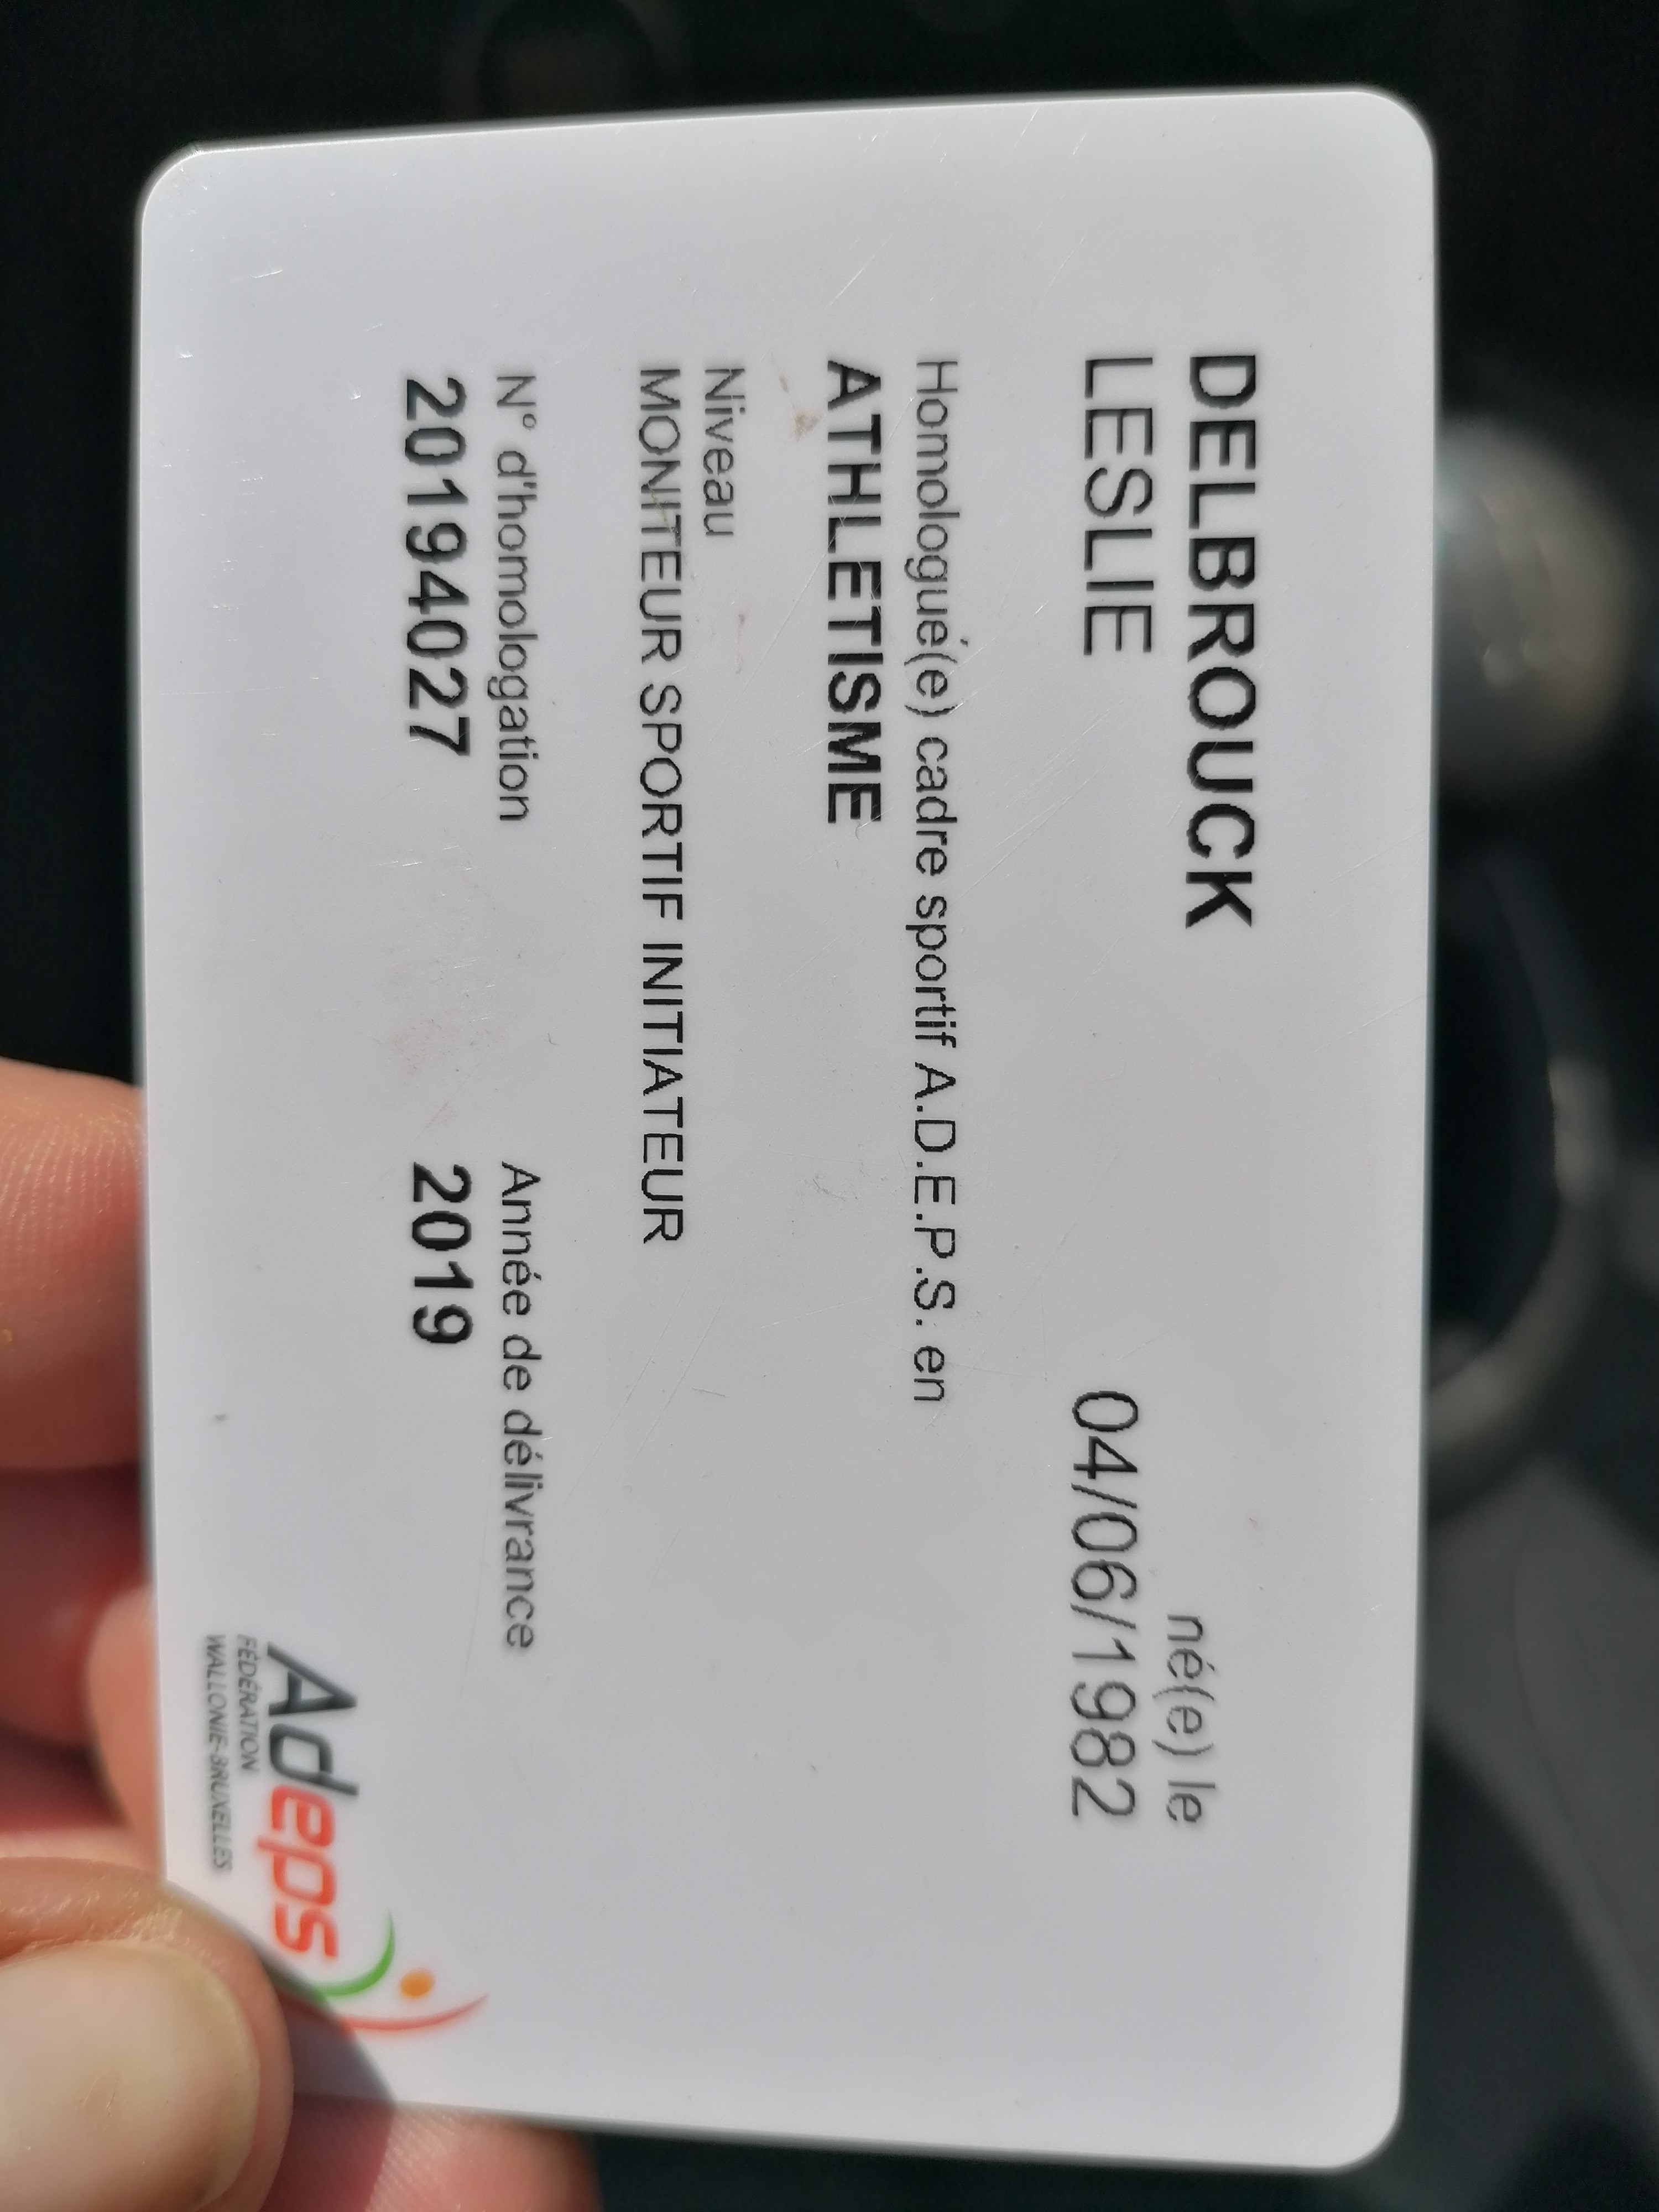 DELBROUCK
LESLIE
né(e) le
04/06/1982
Homologué(e) cadre sportif A.D.E.P.S. en
ATHLETISME
Niveau
MONITEUR SPORTIF INITIATEUR
N° d'homologation
20194027
Année de délivrance
2019
Adeps
FÉDÉRATION
WALLONIE-BRUXELLES